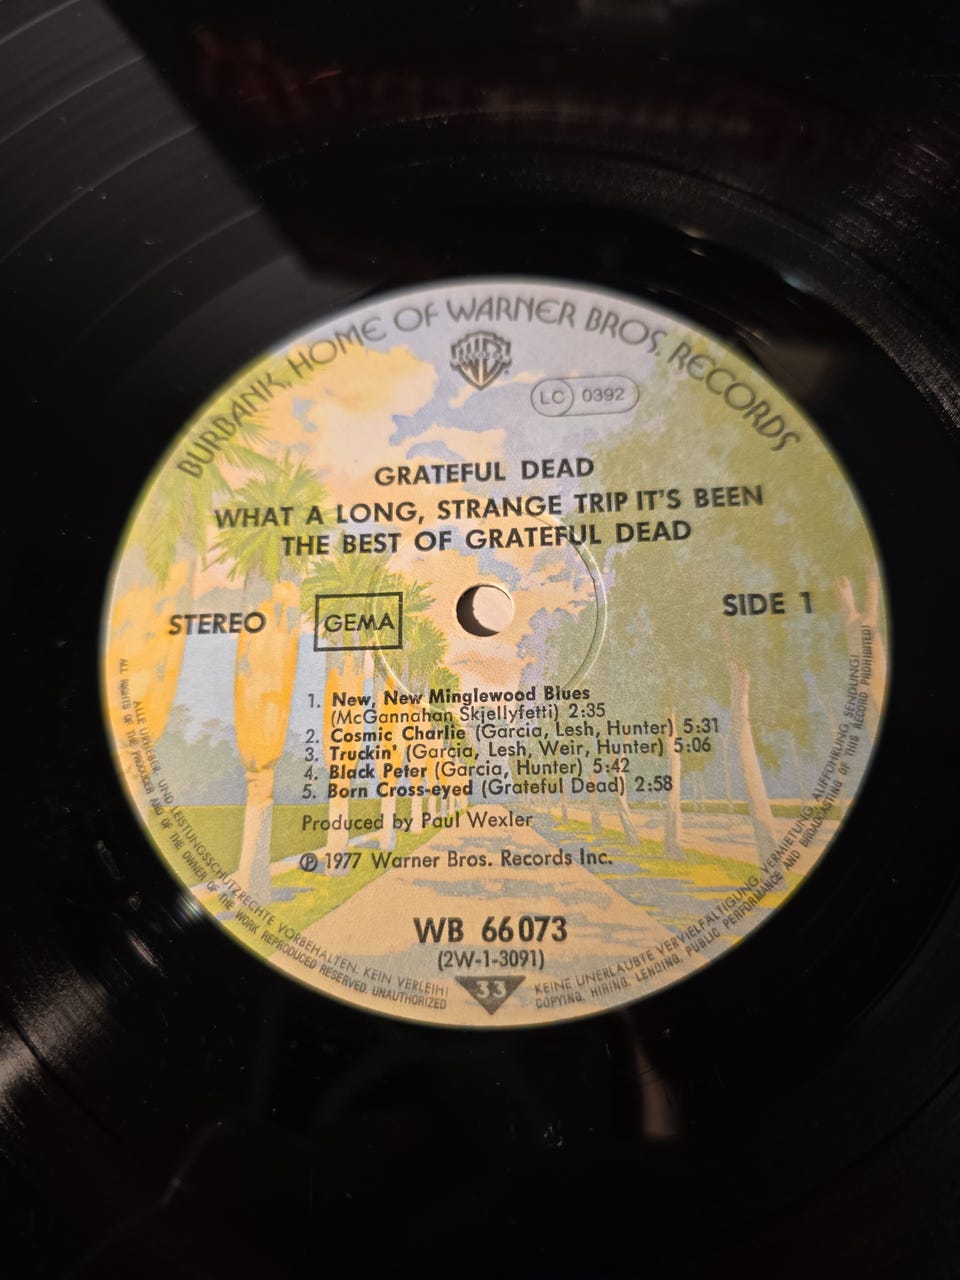 BURBANK, HOME OF WARNER BROS. RECORDS
LC 0392
GRATEFUL DEAD
WHAT A LONG, STRANGE TRIP IT'S BEEN
THE BEST OF GRATEFUL DEAD
STEREO
GEMA
SIDE 1
1. New, New Minglewood Blues
(McGannahan Skjellyfetti) 2:35
2. Cosmic Charlie (Garcia, Lesh, Hunter) 5:31
3. Truckin' (Garcia, Lesh, Weir, Hunter) 5:06
4. Black Peter (Garcia, Hunter) 5:42
5. Born Cross-eyed (Grateful Dead) 2:58
Produced by Paul Wexler
Ⓟ 1977 Warner Bros. Records Inc.
WB 66 073
(2W-1-3091)
33
ALLE URHEBER- UND LEISTUNGSSCHUTZRECHTE VORBEHALTEN. KEIN VERLEIH! KEINE UNERLAUBTE VERVIELFÄLTIGUNG, VERMIETUNG, AUFFÜHRUNG, SENDUNG!
ALL RIGHTS OF THE PRODUCER AND OF THE OWNER OF THE WORK REPRODUCED RESERVED. UNAUTHORIZED COPYING, HIRING, LENDING, PUBLIC PERFORMANCE AND BROADCASTING OF THIS RECORD PROHIBITED!